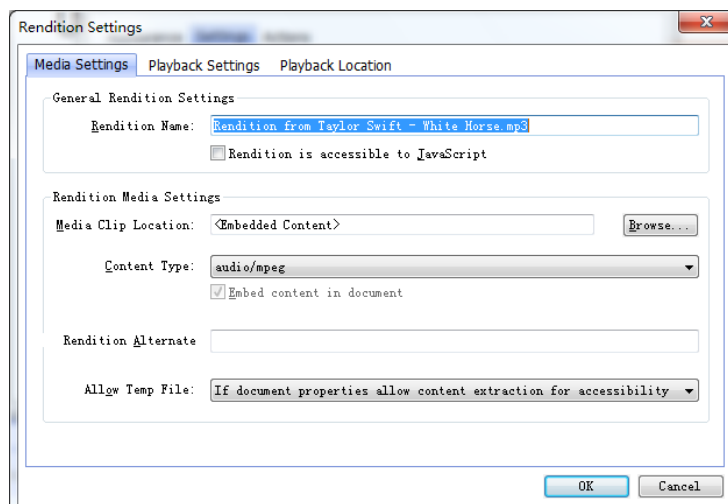 Rendition Settings
Settings Actions
Media Settings Playback Settings Playback Location
General Rendition Settings
Rendition Name: Rendition from Taylor Swift - White Horse.mp3
Rendition is accessible to JavaScript
Rendition Media Settings
Media Clip Location: <Embedded Content> Browse...
Content Type: audio/mpeg
Embed content in document
Rendition Alternate
Allow Temp File: If document properties allow content extraction for accessibility
OK Cancel